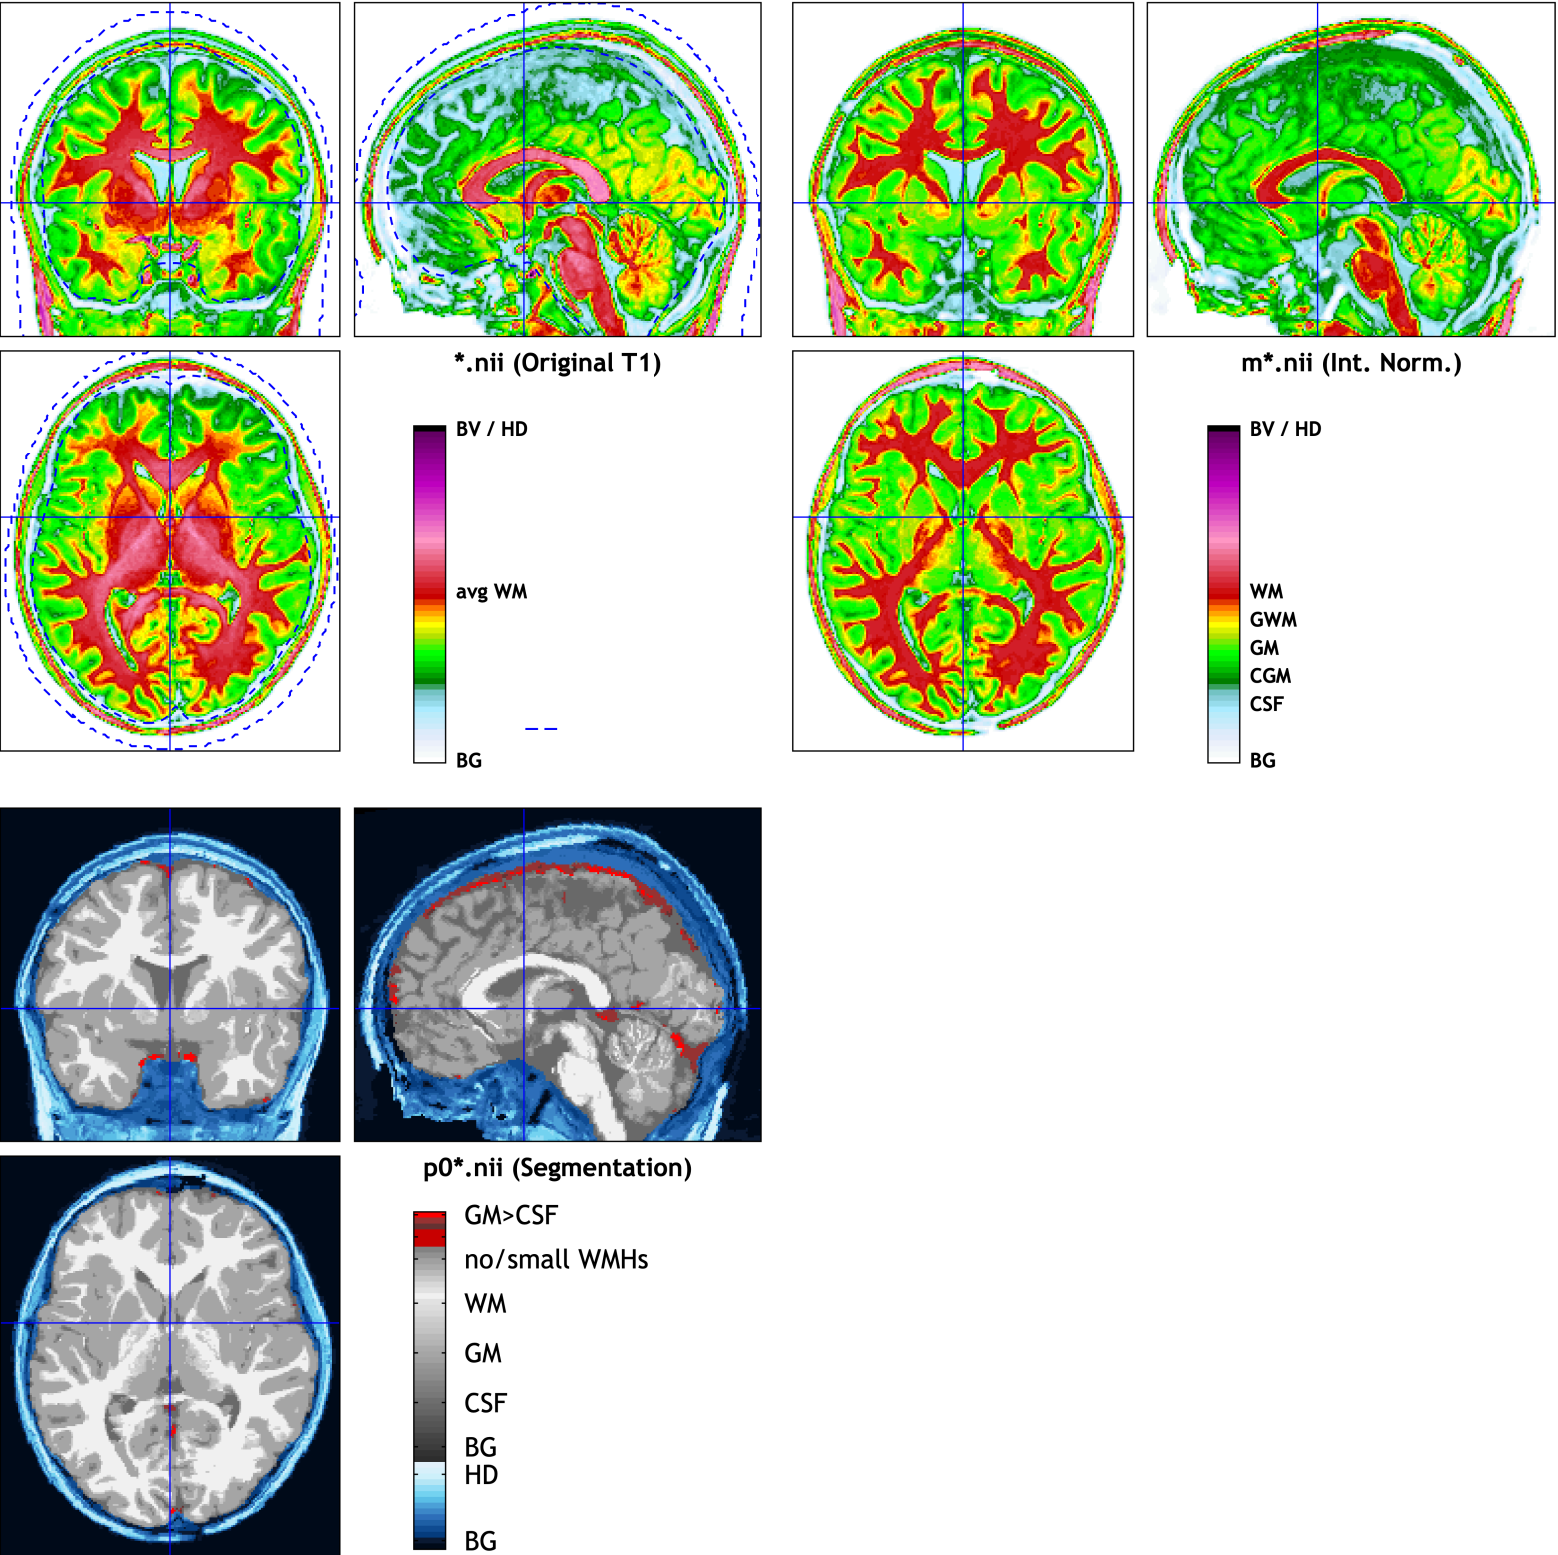 *.nii (Original T1)
BV / HD
avg WM
BG
m*.nii (Int. Norm.)
BV / HD
WM
GWM
GM
CGM
CSF
BG
p0*.nii (Segmentation)
GM>CSF
no/small WMHs
WM
GM
CSF
BG
HD
BG